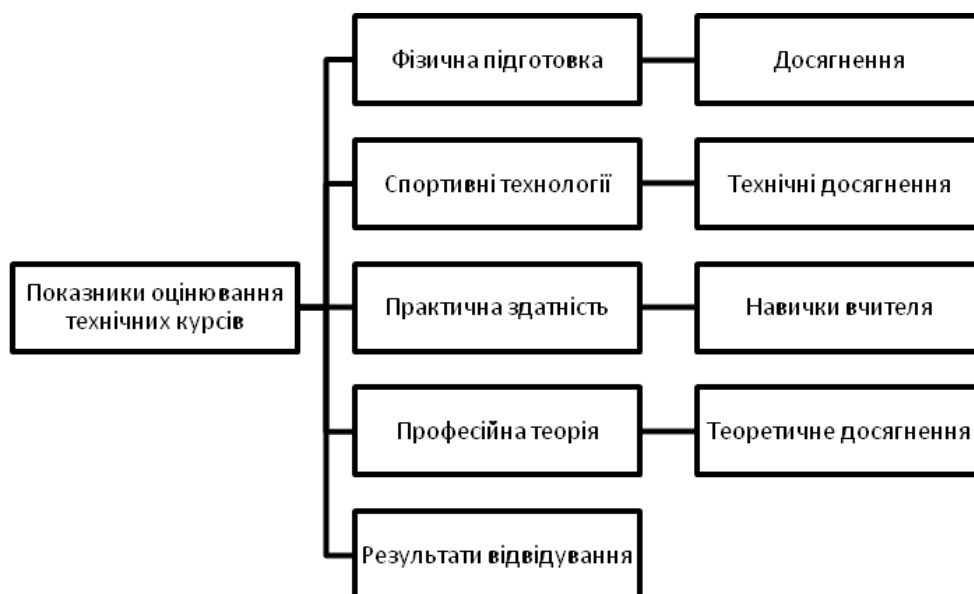 Фізична підготовка
Досягнення
Спортивні технології
Технічні досягнення
Показники оцінювання
технічних курсів
Практична здатність
Навички вчителя
Професійна теорія
Теоретичне досягнення
Результати відвідування